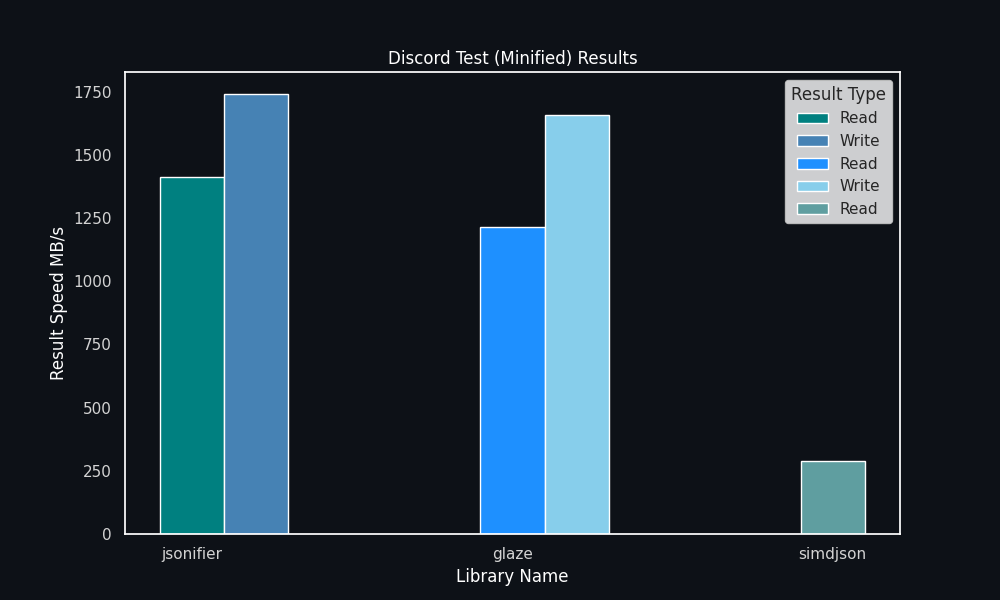 Discord Test (Minified) Results
Result Type
Read
Write
Read
Write
Read
Result Speed MB/s
1750
1500
1250
1000
750
500
250
0
jsonifier
glaze
simdjson
Library Name